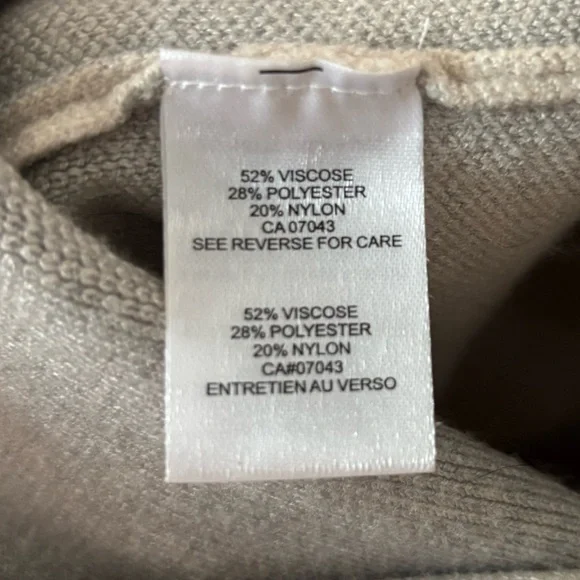 52% VISCOSE
28% POLYESTER
20% NYLON
CA 07043
SEE REVERSE FOR CARE
52% VISCOSE
28% POLYESTER
20% NYLON
CA#07043
ENTRETIEN AU VERSO